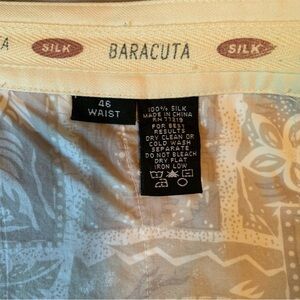 A SILK BARACUTA SILK
46
WAIST
100% SILK
MADE IN CHINA
RN 77219
FOR BEST
RESULTS
DRY CLEAN OR
COLD WASH
SEPARATE
DO NOT BLEACH
DRY FLAT
IRON LOW